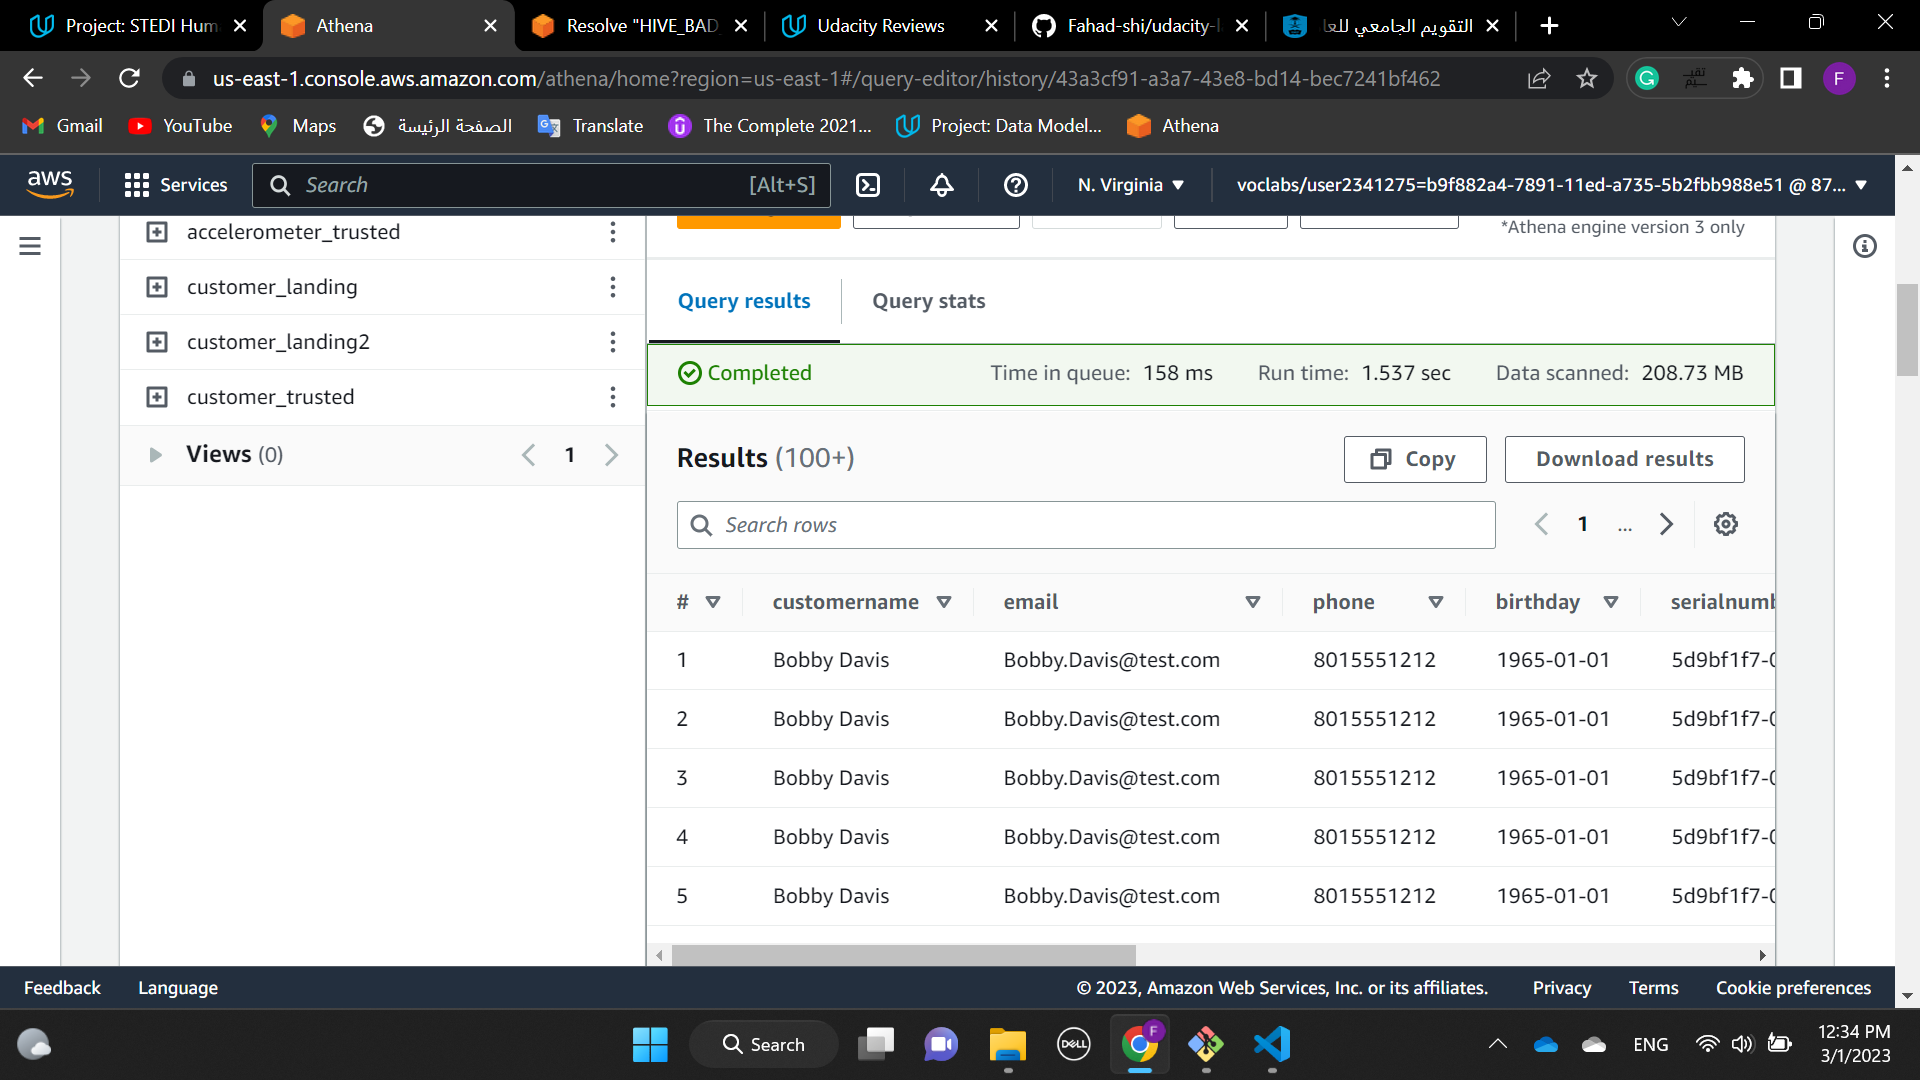 Project: STEDI Hum
Athena
Resolve "HIVE_BAD_
Udacity Reviews
Fahad-shi/udacity-l
التقويم الجامعي للعا
us-east-1.console.aws.amazon.com/athena/home?region=us-east-1#/query-editor/history/43a3cf91-a3a7-43e8-bd14-bec7241bf462
F
Gmail
YouTube
Maps
الصفحة الرئيسة
Translate
The Complete 2021...
Project: Data Model...
Athena
aws
Services
Search
[Alt+S]
N. Virginia
voclabs/user2341275=b9f882a4-7891-11ed-a735-5b2fbb988e51 @ 87...
accelerometer_trusted
customer_landing
customer_landing2
customer_trusted
Views (0)
1
*Athena engine version 3 only
Query results
Query stats
Completed
Time in queue: 158 ms
Run time: 1.537 sec
Data scanned: 208.73 MB
Results (100+)
Copy
Download results
Search rows
1
...
# customername email phone birthday serialnumb
1 Bobby Davis Bobby.Davis@test.com 8015551212 1965-01-01 5d9bf1f7-0
2 Bobby Davis Bobby.Davis@test.com 8015551212 1965-01-01 5d9bf1f7-0
3 Bobby Davis Bobby.Davis@test.com 8015551212 1965-01-01 5d9bf1f7-0
4 Bobby Davis Bobby.Davis@test.com 8015551212 1965-01-01 5d9bf1f7-0
5 Bobby Davis Bobby.Davis@test.com 8015551212 1965-01-01 5d9bf1f7-0
Feedback
Language
© 2023, Amazon Web Services, Inc. or its affiliates.
Privacy
Terms
Cookie preferences
Search
DELL
F
ENG
12:34 PM
3/1/2023